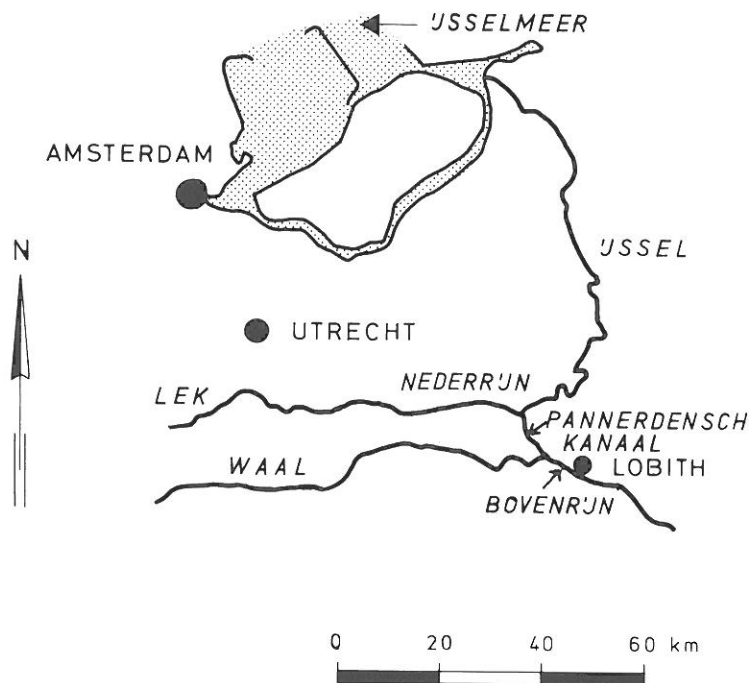 IJSSELMEER
AMSTERDAM
N
IJSSEL
UTRECHT
LEK
NEDERRIJN
PANNERDENSCH
KANAAL
WAAL
LOBITH
BOVENRIJN
0 20 40 60 km